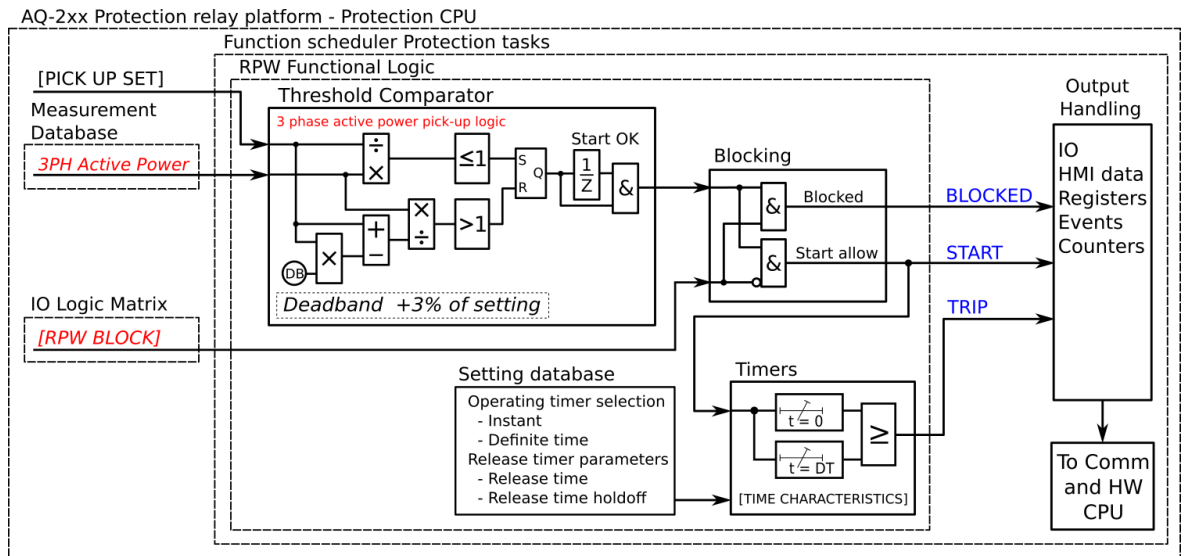 AQ-2xx Protection relay platform - Protection CPU
Function scheduler Protection tasks
RPW Functional Logic
[PICK UP SET]
Measurement
Database
3PH Active Power
Threshold Comparator
3 phase active power pick-up logic
÷
×
≤1
S
Q
R
Start OK
1
Z
&
×
÷
>1
+
−
×
DB
Deadband +3% of setting
IO Logic Matrix
[RPW BLOCK]
Blocking
&
Blocked
&
Start allow
BLOCKED
START
TRIP
Output
Handling
IO
HMI data
Registers
Events
Counters
Setting database
Operating timer selection
- Instant
- Definite time
Release timer parameters
- Release time
- Release time holdoff
Timers
t = 0
t = DT
≥
[TIME CHARACTERISTICS]
To Comm
and HW
CPU